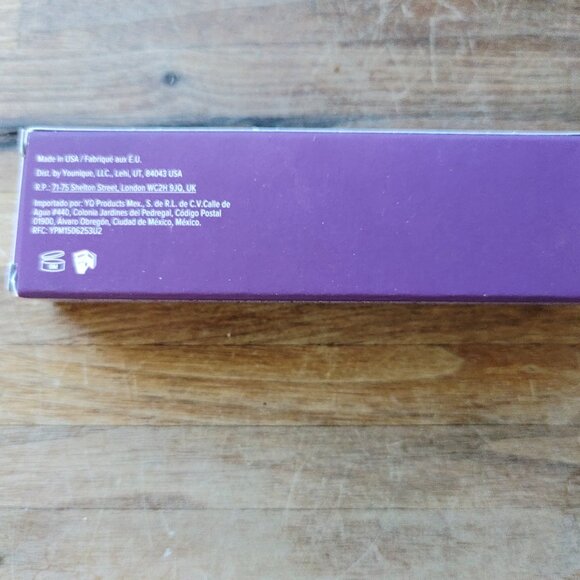 Made in USA / Fabriqué aux É.U.
Dist. by Younique, LLC., Lehi, UT, 84043 USA
R.P.: 71-75 Shelton Street, London WC2H 9JQ, UK
Importado por: YQ Products Mex., S. de R.L. de C.V.Calle de
Agua #440, Colonia Jardines del Pedregal, Código Postal
01900, Álvaro Obregón, Ciudad de México, México.
RFC: YPM1506253U2